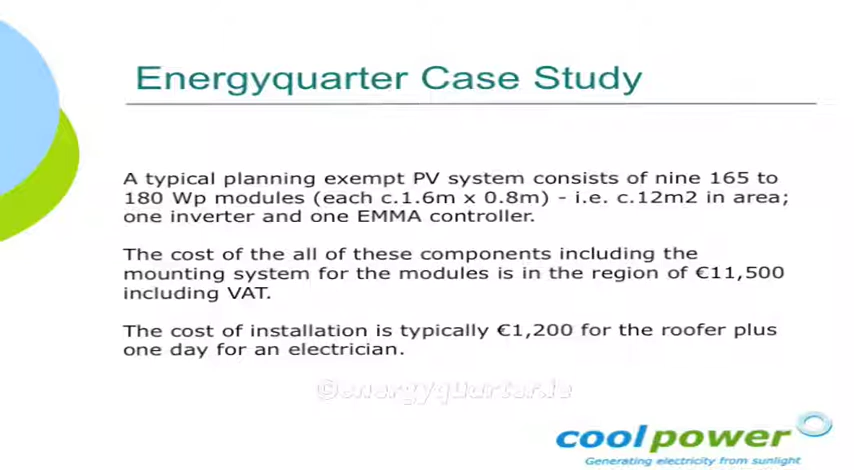 Energyquarter Case Study
A typical planning exempt PV system consists of nine 165 to
180 Wp modules (each c.1.6m x 0.8m) - i.e. c.12m2 in area;
one inverter and one EMMA controller.
The cost of the all of these components including the
mounting system for the modules is in the region of €11,500
including VAT.
The cost of installation is typically €1,200 for the roofer plus
one day for an electrician.
©energyquarter.ie
coolpower
Generating electricity from sunlight